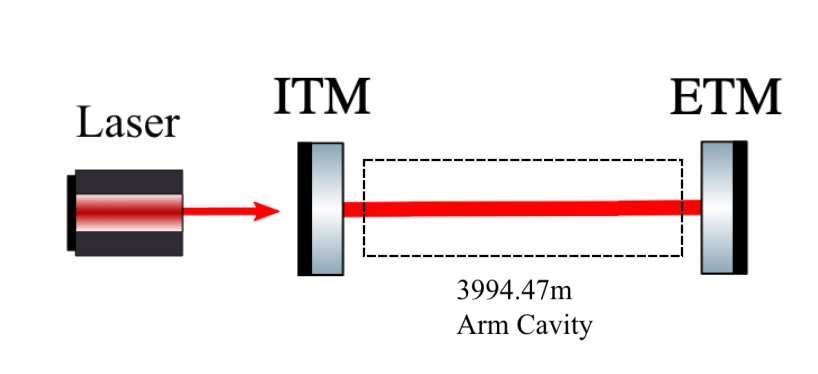 Laser
ITM
ETM
3994.47m
Arm Cavity